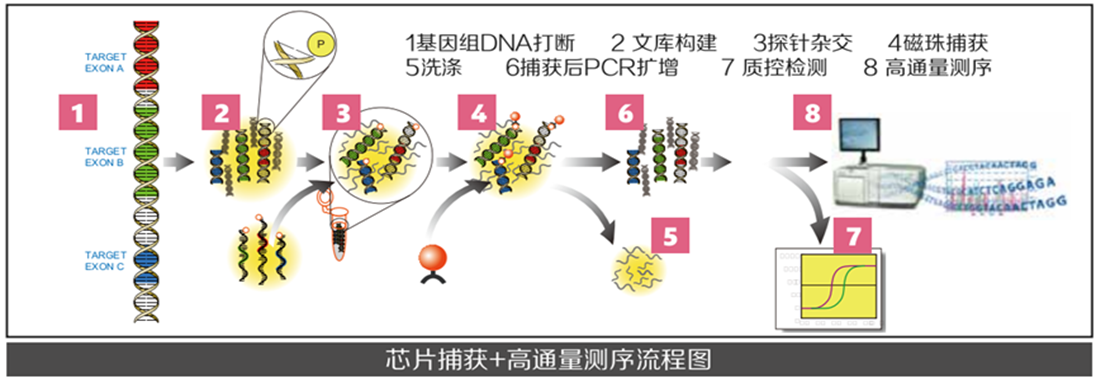 1基因组DNA打断 2 文库构建 3探针杂交 4磁珠捕获
5洗涤 6捕获后PCR扩增 7 质控检测 8 高通量测序
TARGET
EXON A
TARGET
EXON B
TARGET
EXON C
1
2
P
3
4
5
6
7
8
芯片捕获+高通量测序流程图